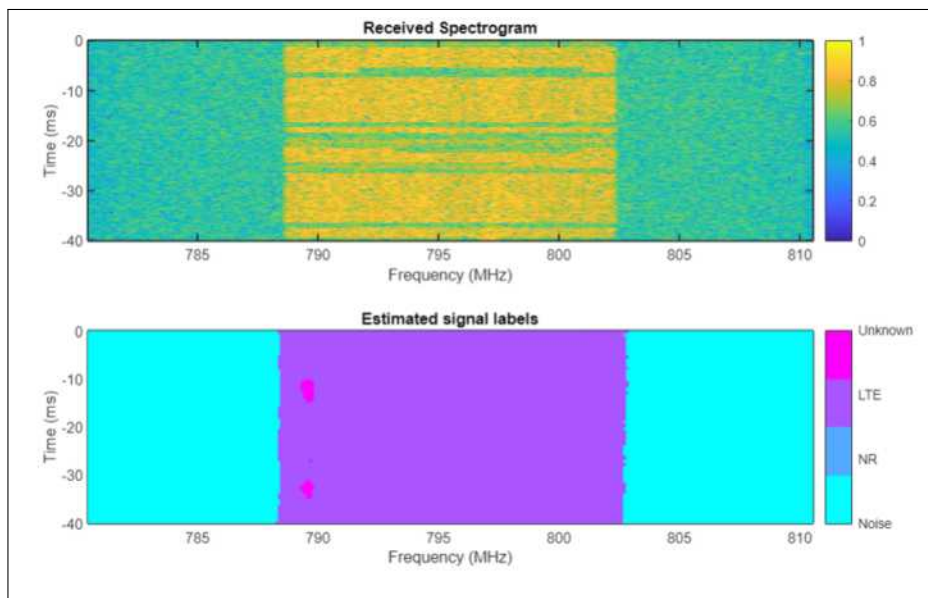 Received Spectrogram
0
-10
-20
-30
-40
Time (ms)
785
790
795
800
805
810
Frequency (MHz)
1
0.8
0.6
0.4
0.2
0
Estimated signal labels
0
-10
-20
-30
-40
Time (ms)
785
790
795
800
805
810
Frequency (MHz)
Unknown
LTE
NR
Noise